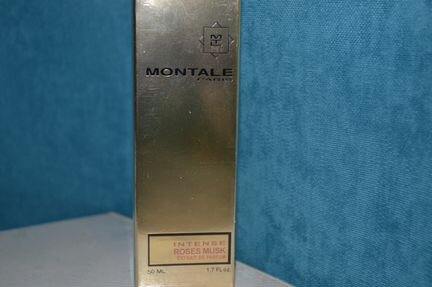 MONTALE
PARIS
INTENSE
ROSES MUSK
EXTRAIT DE PARFUM
50 ML 1.7 FL.oz.